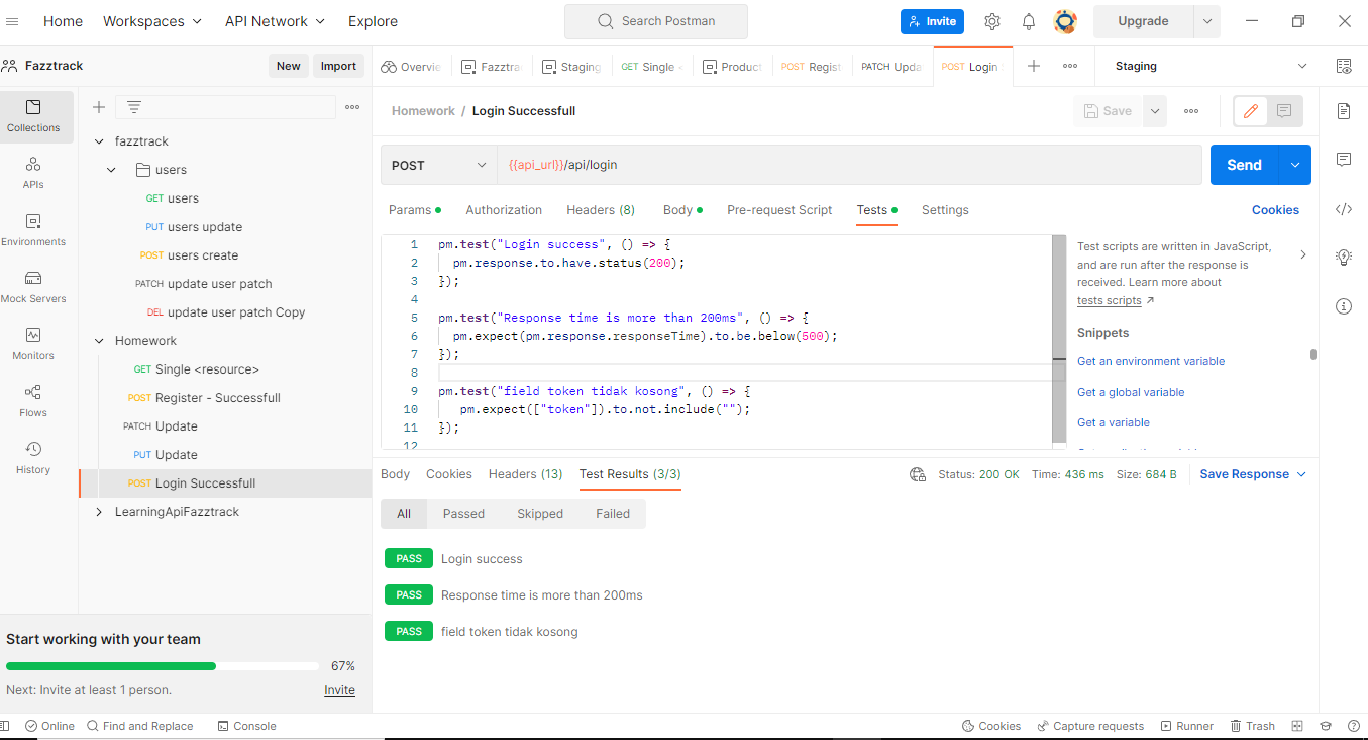 Home Workspaces API Network Explore Search Postman Invite Upgrade
Fazztrack New Import
Overvie Fazztra Staging GET Single PRODUCT POST Regist PATCH Upda POST Login Staging
Collections
APIs
Environments
Mock Servers
Monitors
Flows
History
fazztrack
users
GET users
PUT users update
POST users create
PATCH update user patch
DEL update user patch Copy
Homework
GET Single <resource>
POST Register - Successfull
PATCH Update
PUT Update
POST Login Successfull
LearningApiFazztrack
Start working with your team
67%
Next: Invite at least 1 person. Invite
Homework / Login Successfull Save
POST {{api_url}}/api/login Send
Params Authorization Headers (8) Body Pre-request Script Tests Settings Cookies
1 pm.test("Login success", () => {
2 pm.response.to.have.status(200);
3 });
4
5 pm.test("Response time is more than 200ms", () => {
6 pm.expect(pm.response.responseTime).to.be.below(500);
7 });
8
9 pm.test("field token tidak kosong", () => {
10 pm.expect(["token"]).to.not.include("");
11 });
12
Test scripts are written in JavaScript,
and are run after the response is
received. Learn more about
tests scripts
Snippets
Get an environment variable
Get a global variable
Get a variable
Body Cookies Headers (13) Test Results (3/3) Status: 200 OK Time: 436 ms Size: 684 B Save Response
All Passed Skipped Failed
PASS Login success
PASS Response time is more than 200ms
PASS field token tidak kosong
Online Find and Replace Console Cookies Capture requests Runner Trash